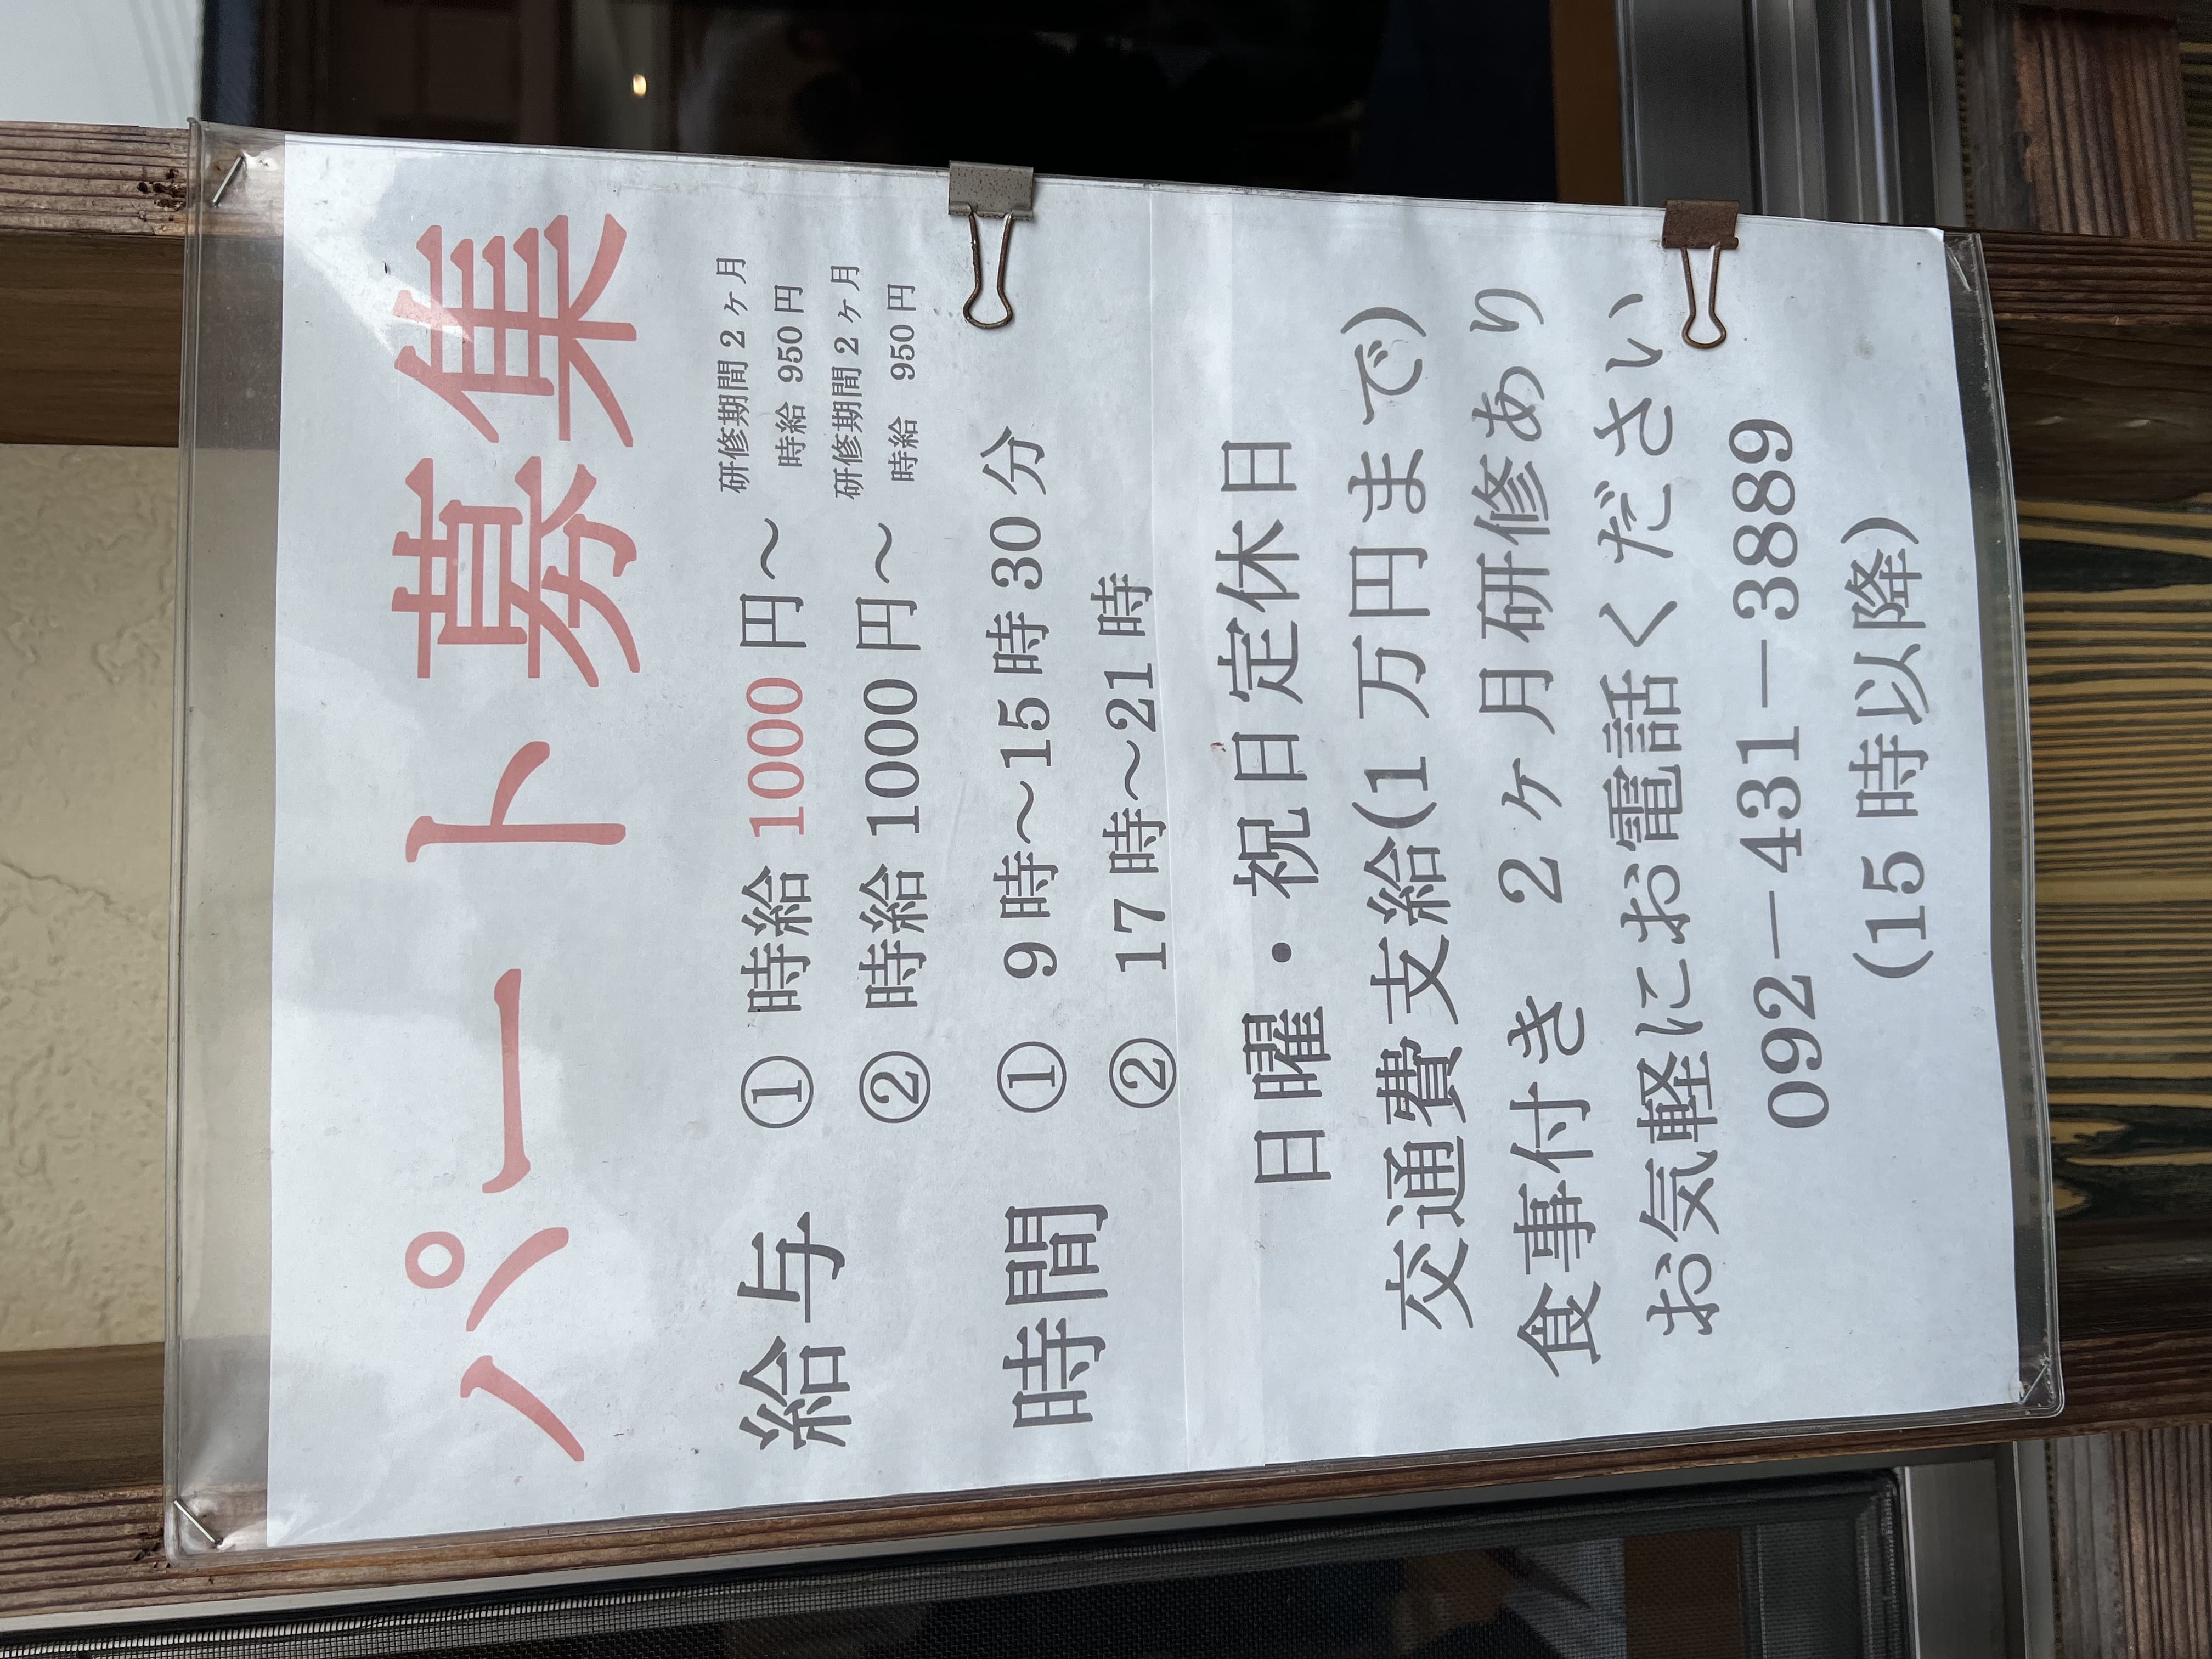 パート募集
給与 ① 時給 1000 円～ 研修期間 2 ヶ月
時給 950 円
② 時給 1000 円～ 研修期間 2 ヶ月
時給 950 円
時間 ① 9 時～15 時 30 分
② 17 時～21 時
日曜・祝日定休日
交通費支給(1 万円まで)
食事付き 2 ヶ月研修あり
お気軽にお電話ください
092－431－3889
(15 時以降)